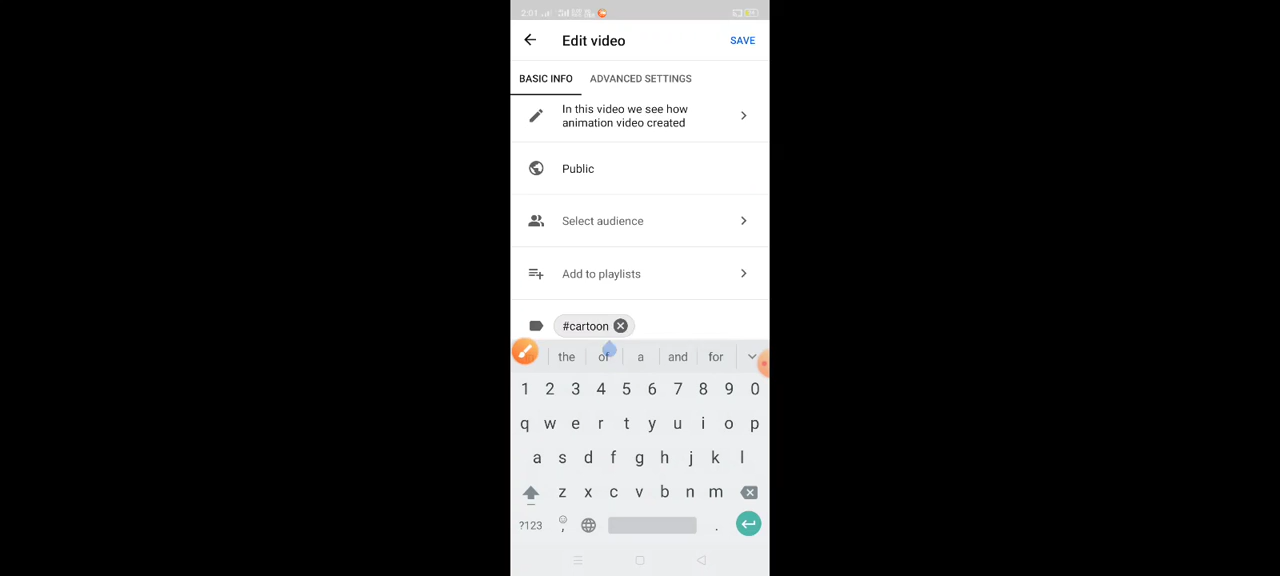 2:01
Edit video
SAVE
BASIC INFO
ADVANCED SETTINGS
In this video we see how
animation video created
Public
Select audience
Add to playlists
#cartoon
the of a and for
1 2 3 4 5 6 7 8 9 0
q w e r t y u i o p
a s d f g h j k l
z x c v b n m
?123 , .